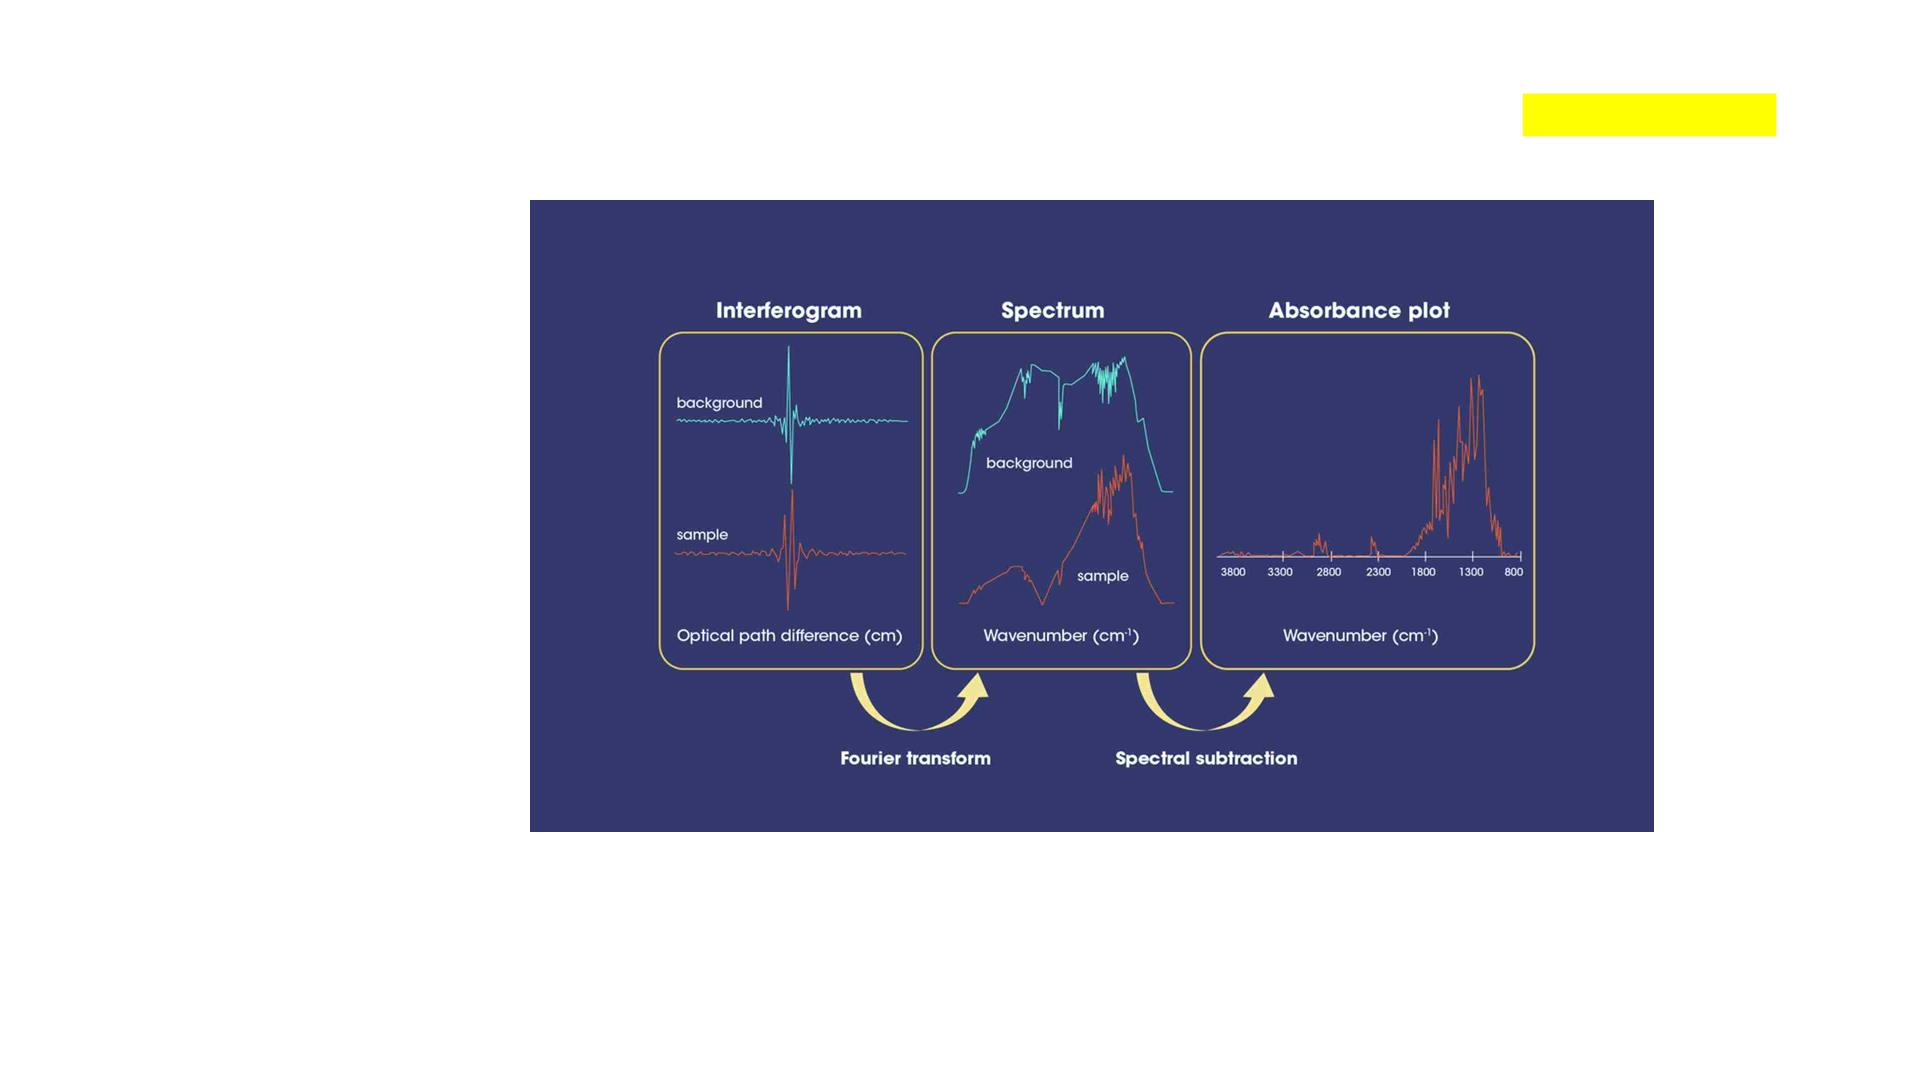 Interferogram
Spectrum
Absorbance plot
background
sample
Optical path difference (cm)
background
sample
Wavenumber (cm⁻¹)
3800 3300 2800 2300 1800 1300 800
Wavenumber (cm⁻¹)
Fourier transform
Spectral subtraction